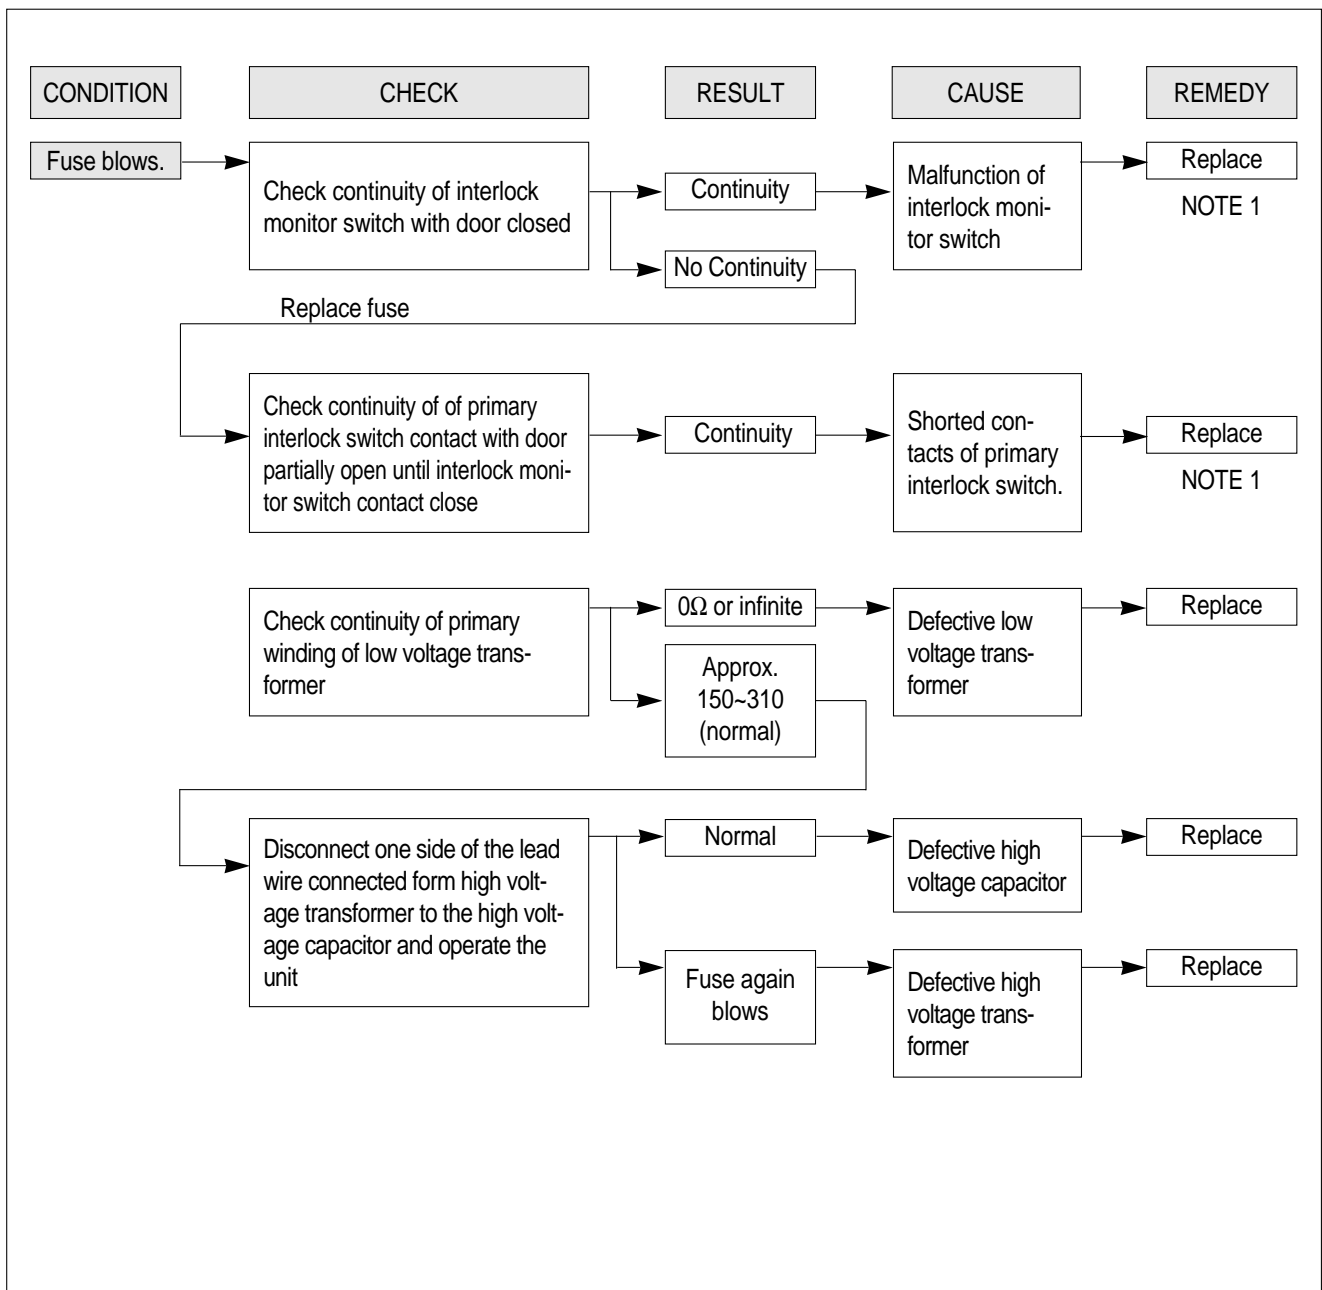 CONDITION
CHECK
RESULT
CAUSE
REMEDY
Fuse blows.
Check continuity of interlock
monitor switch with door closed
Continuity
Malfunction of
interlock moni-
tor switch
Replace
NOTE 1
No Continuity
Replace fuse
Check continuity of of primary
interlock switch contact with door
partially open until interlock moni-
tor switch contact close
Continuity
Shorted con-
tacts of primary
interlock switch.
Replace
NOTE 1
Check continuity of primary
winding of low voltage trans-
former
0Ω or infinite
Defective low
voltage trans-
former
Replace
Approx.
150~310
(normal)
Disconnect one side of the lead
wire connected form high volt-
age transformer to the high volt-
age capacitor and operate the
unit
Normal
Defective high
voltage capacitor
Replace
Fuse again
blows
Defective high
voltage trans-
former
Replace